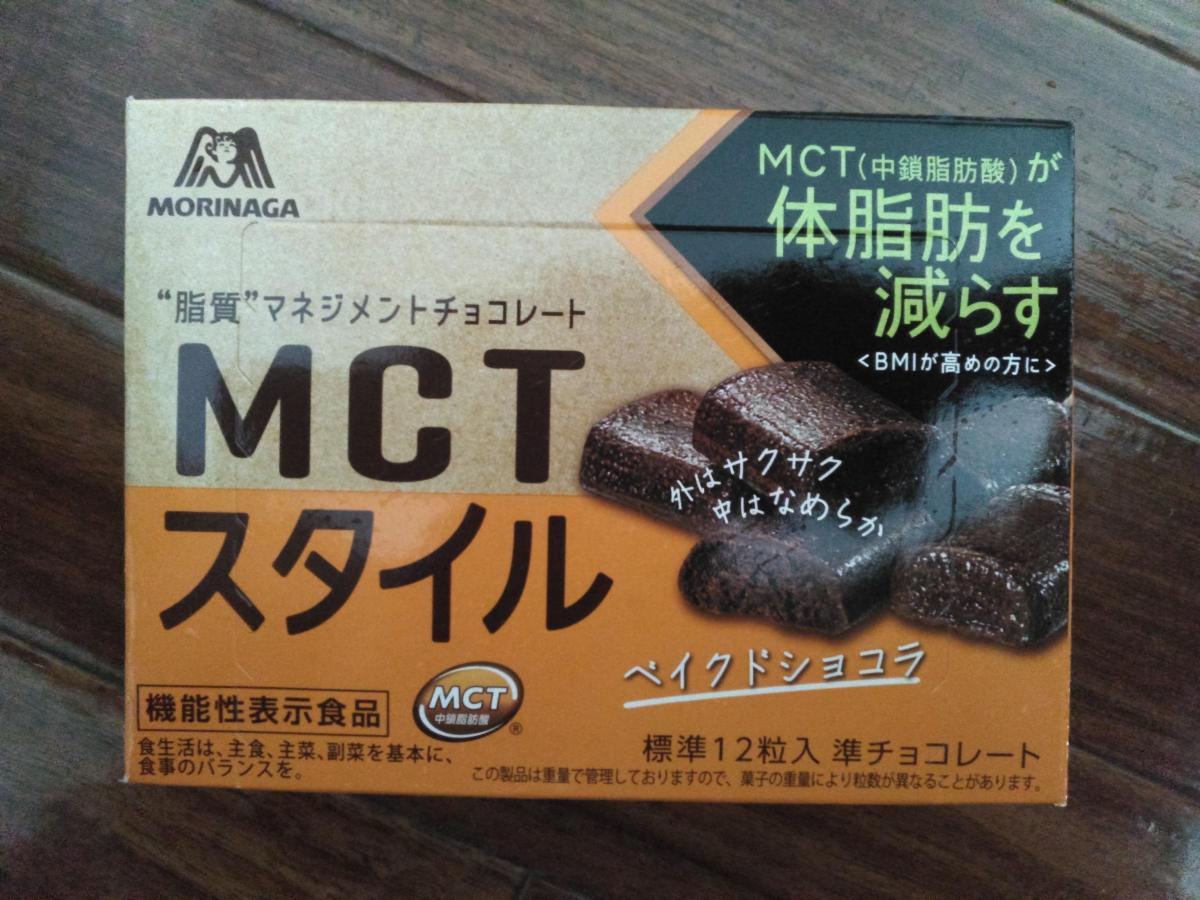 MORINAGA
MCT(中鎖脂肪酸)が
体脂肪を
減らす
<BMIが高めの方に>
“脂質”マネジメントチョコレート
MCT
スタイル
外はサクサク
中はなめらか
ベイクドショコラ
機能性表示食品
MCT
中鎖脂肪酸
®
食生活は、主食、主菜、副菜を基本に、
食事のバランスを。
標準12粒入 準チョコレート
この製品は重量で管理しておりますので、菓子の重量により粒数が異なることがあります。